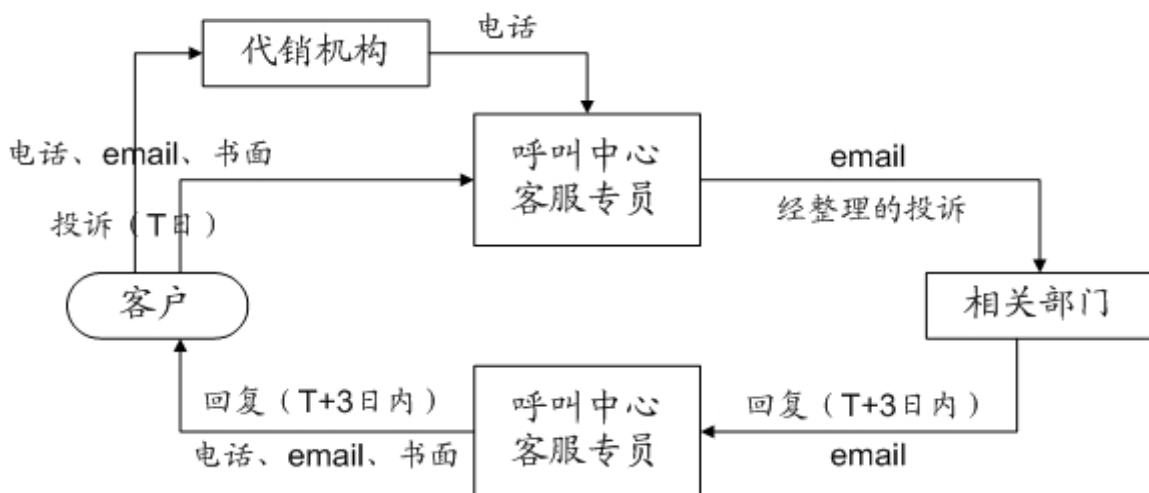 代销机构
电话
电话、email、书面
呼叫中心
客服专员
email
经整理的投诉
投诉（T日）
客户
相关部门
回复（T+3日内）
电话、email、书面
呼叫中心
客服专员
回复（T+3日内）
email